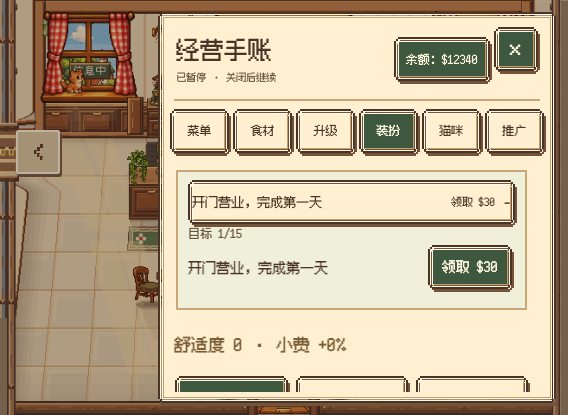 经营手账
已暂停 · 关闭后继续
余额: $12340
×
菜单 食材 升级 装扮 猫咪 推广
开门营业，完成第一天 领取 $30 −
目标 1/15
开门营业，完成第一天 领取 $30
舒适度 0 · 小费 +0%
息中